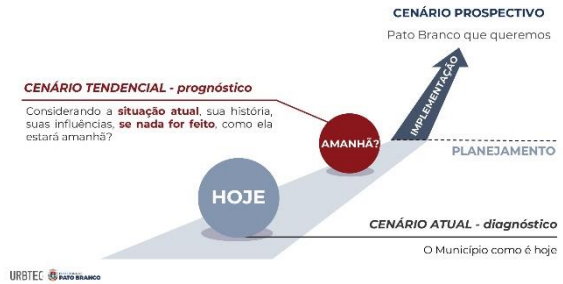 CENÁRIO PROSPECTIVO
Pato Branco que queremos
IMPLEMENTAÇÃO
CENÁRIO TENDENCIAL - prognóstico
Considerando a situação atual, sua história,
suas influências, se nada for feito, como ela
estará amanhã?
AMANHÃ?
PLANEJAMENTO
HOJE
CENÁRIO ATUAL - diagnóstico
O Município como é hoje
URBTEC
PATO BRANCO